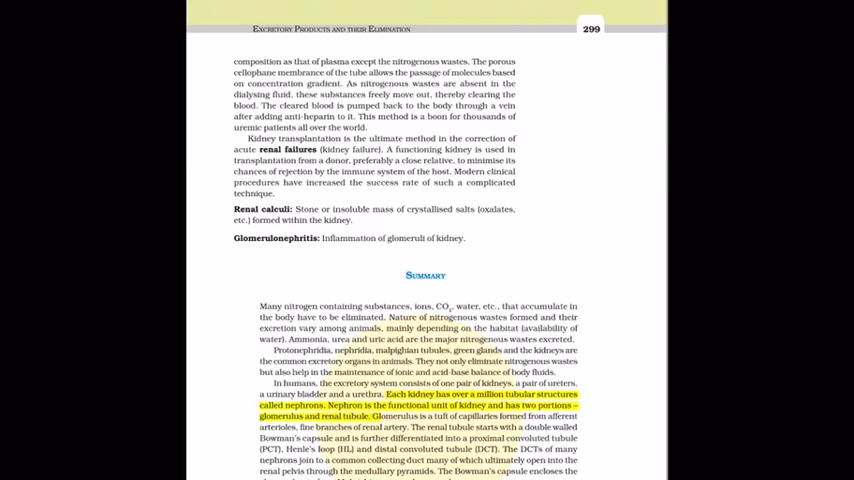 EXCRETORY PRODUCTS AND THEIR ELIMINATION
299
composition as that of plasma except the nitrogenous wastes. The porous
cellophane membrance of the tube allows the passage of molecules based
on concentration gradient. As nitrogenous wastes are absent in the
dialysing fluid, these substances freely move out, thereby clearing the
blood. The cleared blood is pumped back to the body through a vein
after adding anti-heparin to it. This method is a boon for thousands of
uremic patients all over the world.
Kidney transplantation is the ultimate method in the correction of
acute renal failures (kidney failure). A functioning kidney is used in
transplantation from a donor, preferably a close relative, to minimise its
chances of rejection by the immune system of the host. Modern clinical
procedures have increased the success rate of such a complicated
technique.
Renal calculi: Stone or insoluble mass of crystallised salts (oxalates,
etc.) formed within the kidney.
Glomerulonephritis: Inflammation of glomeruli of kidney.
SUMMARY
Many nitrogen containing substances, ions, CO₂, water, etc., that accumulate in
the body have to be eliminated. Nature of nitrogenous wastes formed and their
excretion vary among animals, mainly depending on the habitat (availability of
water). Ammonia, urea and uric acid are the major nitrogenous wastes excreted.
Protonephridia, nephridia, malpighian tubules, green glands and the kidneys are
the common excretory organs in animals. They not only eliminate nitrogenous wastes
but also help in the maintenance of ionic and acid-base balance of body fluids.
In humans, the excretory system consists of one pair of kidneys, a pair of ureters,
a urinary bladder and a urethra. Each kidney has over a million tubular structures
called nephrons. Nephron is the functional unit of kidney and has two portions –
glomerulus and renal tubule. Glomerulus is a tuft of capillaries formed from afferent
arterioles, fine branches of renal artery. The renal tubule starts with a double walled
Bowman's capsule and is further differentiated into a proximal convoluted tubule
(PCT), Henle's loop (HL) and distal convoluted tubule (DCT). The DCTs of many
nephrons join to a common collecting duct many of which ultimately open into the
renal pelvis through the medullary pyramids. The Bowman's capsule encloses the